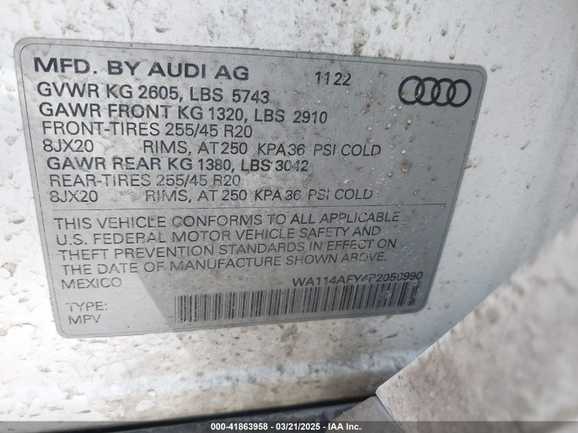 MFD. BY AUDI AG 11 22
GVWR KG 2605, LBS 5743
GAWR FRONT KG 1320, LBS 2910
FRONT-TIRES 255/45 R20
8JX20 RIMS, AT 250 KPA 36 PSI COLD
GAWR REAR KG 1380, LBS 3042
REAR-TIRES 255/45 R20
8JX20 RIMS, AT 250 KPA 36 PSI COLD
THIS VEHICLE CONFORMS TO ALL APPLICABLE
U.S. FEDERAL MOTOR VEHICLE SAFETY AND
THEFT PREVENTION STANDARDS IN EFFECT ON
THE DATE OF MANUFACTURE SHOWN ABOVE.
MEXICO WA114AFY4P2050990
TYPE:
MPV
000-41863958 - 03/21/2025 - IAA Inc.